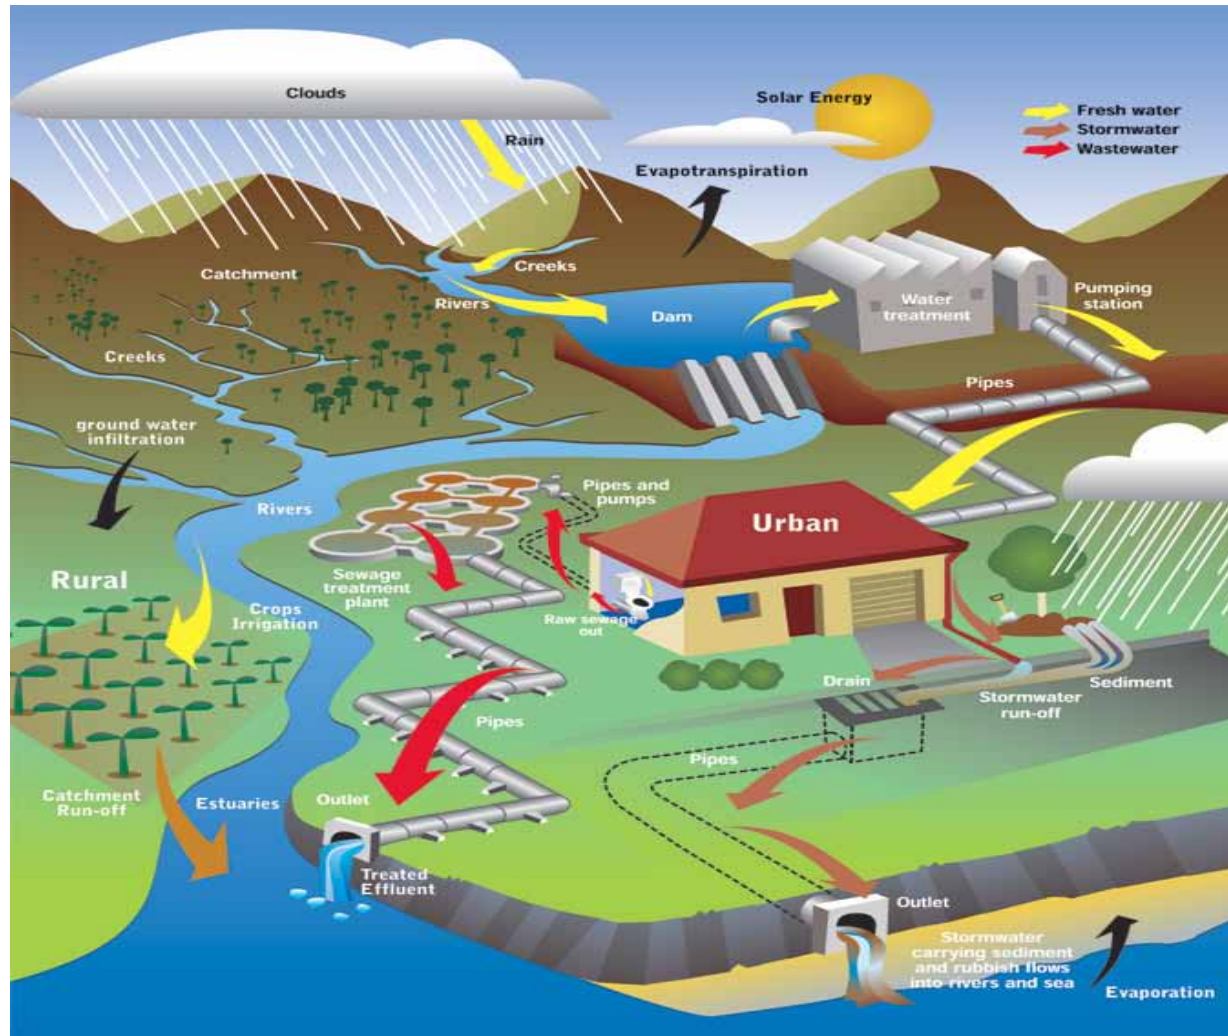 Clouds
Solar Energy
Fresh water
Stormwater
Wastewater
Rain
Evapotranspiration
Catchment
Creeks
Rivers
Dam
Water
treatment
Pumping
station
Creeks
Pipes
ground water
infiltration
Rivers
Pipes and
pumps
Urban
Rural
Sewage
treatment
plant
Crops
Irrigation
Raw sewage
out
Drain
Sediment
Stormwater
run-off
Pipes
Pipes
Catchment
Run-off
Estuaries
Outlet
Treated
Effluent
Outlet
Stormwater
carrying sediment
and rubbish flows
into rivers and sea
Evaporation